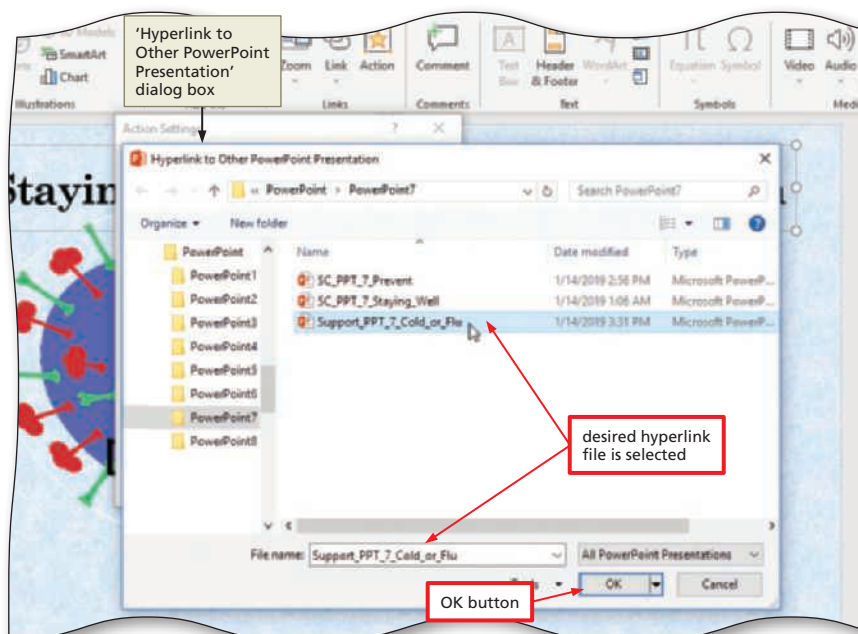 'Hyperlink to
Other PowerPoint
Presentation'
dialog box
3D Models
SmartArt
Chart
Illustrations
Zoom
Link
Action
Links
Comment
Comments
Text
Box
Header
& Footer
WordArt
Text
Equation
Symbol
Symbols
Video
Audio
Medi
Action Settings
?
Stayin
Hyperlink to Other PowerPoint Presentation
« PowerPoint › PowerPoint7
Search PowerPoint7
Organize
New folder
PowerPoint
PowerPoint1
PowerPoint2
PowerPoint3
PowerPoint4
PowerPoint5
PowerPoint6
PowerPoint7
PowerPoint8
Name Date modified Type
SC_PPT_7_Prevent 1/14/2019 2:56 PM Microsoft PowerP...
SC_PPT_7_Staying_Well 1/14/2019 1:06 AM Microsoft PowerP...
Support_PPT_7_Cold_or_Flu 1/14/2019 3:31 PM Microsoft PowerP...
desired hyperlink
file is selected
File name: Support_PPT_7_Cold_or_Flu All PowerPoint Presentations
OK Cancel
OK button